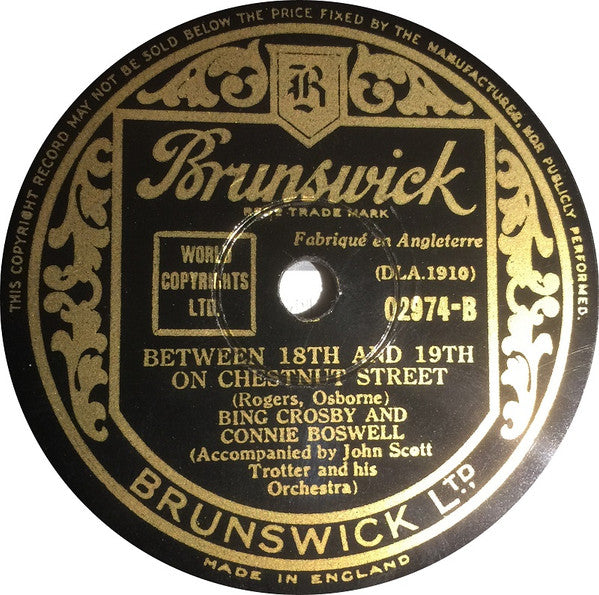 THIS COPYRIGHT RECORD MAY NOT BE SOLD BELOW THE PRICE FIXED BY THE MANUFACTURER, NOR PUBLICLY PERFORMED.
B
Brunswick
REGD TRADE MARK
Fabriqué en Angleterre
WORLD
COPYRIGHTS
LTD.
(DLA.1910)
02974-B
BETWEEN 18TH AND 19TH
ON CHESTNUT STREET
(Rogers, Osborne)
BING CROSBY AND
CONNIE BOSWELL
(Accompanied by John Scott
Trotter and his
Orchestra)
BRUNSWICK LTD.
MADE IN ENGLAND